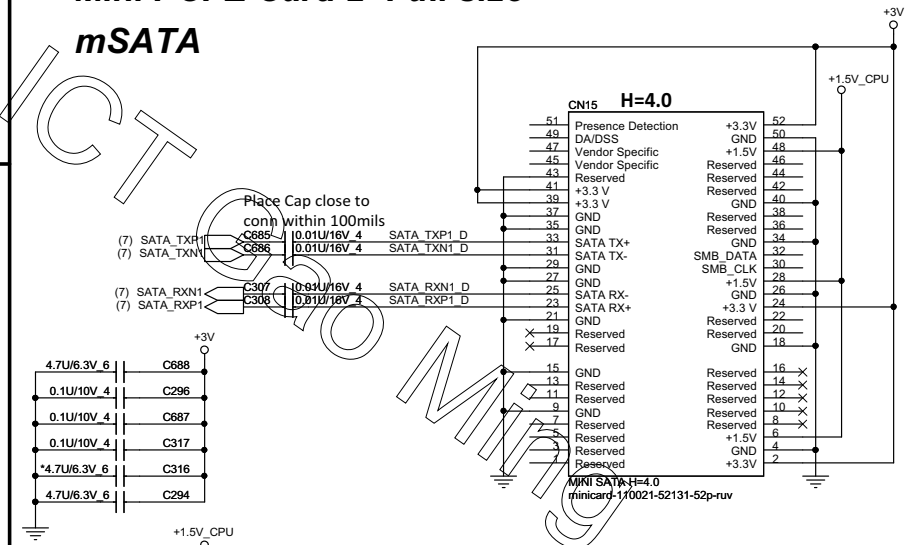 mSATA
+3V
+1.5V_CPU
CN15 H=4.0
51 Presence Detection +3.3V 52
49 DA/DSS GND 50
47 Vendor Specific +1.5V 48
45 Vendor Specific Reserved 46
43 Reserved Reserved 44
41 +3.3 V Reserved 42
39 +3.3 V GND 40
37 GND Reserved 38
35 GND Reserved 36
33 SATA TX+ GND 34
31 SATA TX- SMB_DATA 32
29 GND SMB_CLK 30
27 GND +1.5V 28
25 SATA RX- GND 26
23 SATA RX+ +3.3 V 24
21 GND Reserved 22
19 Reserved Reserved 20
17 Reserved GND 18
15 GND Reserved 16
13 Reserved Reserved 14
11 Reserved Reserved 12
9 GND Reserved 10
7 Reserved Reserved 8
5 Reserved +1.5V 6
3 Reserved GND 4
1 Reserved +3.3V 2
MINI SATA H=4.0
minicard-110021-52131-52p-ruv
Place Cap close to
conn within 100mils
(7) SATA_TXP1 C685 0.01U/16V_4 SATA_TXP1_D
(7) SATA_TXN1 C686 0.01U/16V_4 SATA_TXN1_D
(7) SATA_RXN1 C307 0.01U/16V_4 SATA_RXN1_D
(7) SATA_RXP1 C308 0.01U/16V_4 SATA_RXP1_D
+3V
4.7U/6.3V_6 C688
0.1U/10V_4 C296
0.1U/10V_4 C687
0.1U/10V_4 C317
*4.7U/6.3V_6 C316
4.7U/6.3V_6 C294
+1.5V_CPU